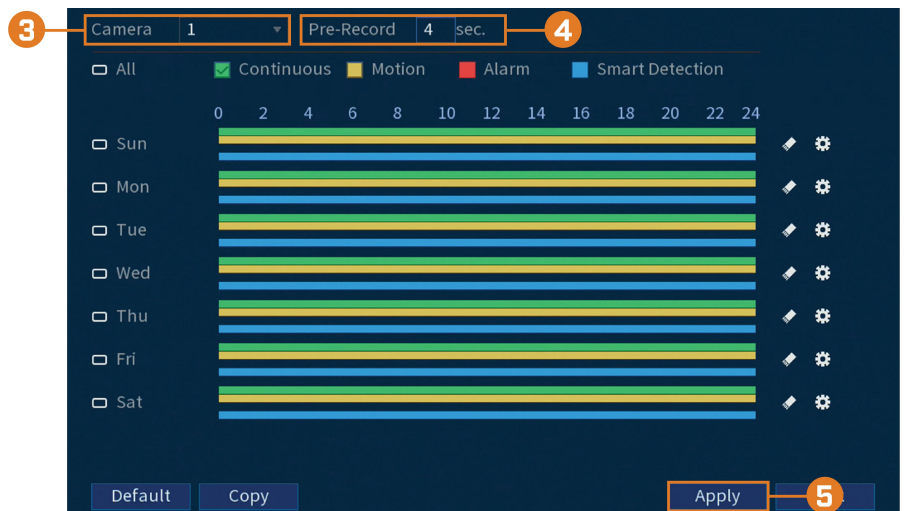 3 Camera 1 Pre-Record 4 sec. 4
All Continuous Motion Alarm Smart Detection
0 2 4 6 8 10 12 14 16 18 20 22 24
Sun
Mon
Tue
Wed
Thu
Fri
Sat
Default Copy Apply 5